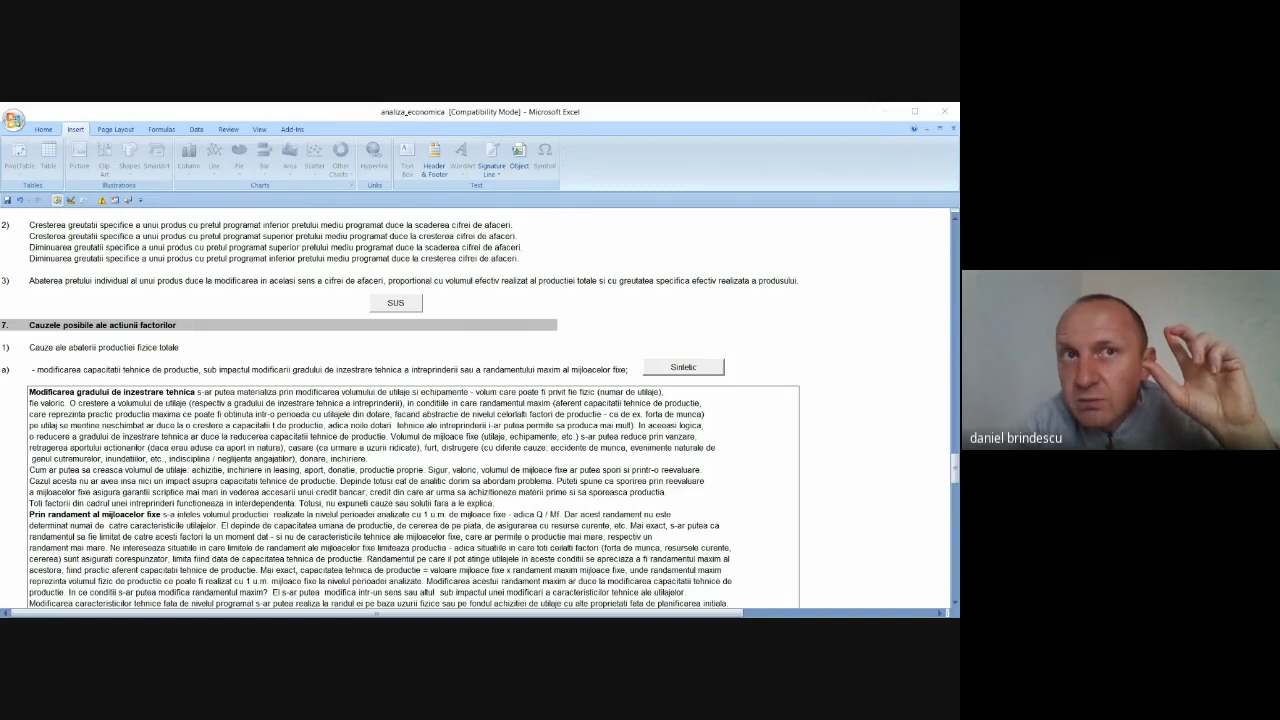 analiza_economica [Compatibility Mode] - Microsoft Excel
Home Insert Page Layout Formulas Data Review View Add-Ins
PivotTable Table Picture Clip Art Shapes SmartArt Column Line Pie Bar Area Scatter Other Charts Hyperlink Text Box Header & Footer WordArt Signature Line Object Symbol
Tables Illustrations Charts Links Text
2) Cresterea greutatii specifice a unui produs cu pretul programat inferior pretului mediu programat duce la scaderea cifrei de afaceri.
Cresterea greutatii specifice a unui produs cu pretul programat superior pretului mediu programat duce la cresterea cifrei de afaceri.
Diminuarea greutatii specifice a unui produs cu pretul programat superior pretului mediu programat duce la scaderea cifrei de afaceri.
Diminuarea greutatii specifice a unui produs cu pretul programat inferior pretului mediu programat duce la cresterea cifrei de afaceri.
3) Abaterea pretului individual al unui produs duce la modificarea in acelasi sens a cifrei de afaceri, proportional cu volumul efectiv realizat al productiei totale si cu greutatea specifica efectiv realizata a produsului.
SUS
7. Cauzele posibile ale actiunii factorilor
1) Cauze ale abaterii productiei fizice totale
a) - modificarea capacitatii tehnice de productie, sub impactul modificarii gradului de inzestrare tehnica a intreprinderii sau a randamentului maxim al mijloacelor fixe;
Sintetic
Modificarea gradului de inzestrare tehnica s-ar putea materializa prin modificarea volumului de utilaje si echipamente - volum care poate fi privit fie fizic (numar de utilaje),
fie valoric. O crestere a volumului de utilaje (respectiv a gradului de inzestrare tehnica a intreprinderii), in conditiile in care randamentul maxim (aferent capacitatii tehnice de productie,
care reprezinta practic productia maxima ce poate fi obtinuta intr-o perioada cu utilajele din dotare, facand abstractie de nivelul celorlalti factori de productie - ca de ex. forta de munca)
pe utilaj se mentine neschimbat ar duce la o crestere a capacitatii t de productie, adica noile dotari tehnice ale intreprinderii i-ar putea permite sa produca mai mult). In aceeasi logica,
o reducere a gradului de inzestrare tehnica ar duce la reducerea capacitatii tehnice de productie. Volumul de mijloace fixe (utilaje, echipamente, etc.) s-ar putea reduce prin vanzare,
retragerea aportului actionarilor (daca erau aduse ca aport in natura), casare (ca urmare a uzurii ridicate), furt, distrugere (cu diferite cauze: accidente de munca, evenimente naturale de
genul cutremurelor, inundatiilor, etc., indisciplina / neglijenta angajatilor), donare, inchiriere.
Cum ar putea sa creasca volumul de utilaje: achizitie, inchiriere in leasing, aport, donatie, productie proprie. Sigur, valoric, volumul de mijloace fixe ar putea spori si printr-o reevaluare.
Cazul acesta nu ar avea insa nici un impact asupra capacitatii tehnice de productie. Depinde totusi cat de analitic dorim sa abordam problema. Puteti spune ca sporirea prin reevaluare
a mijloacelor fixe asigura garantii scriptice mai mari in vederea accesarii unui credit bancar, credit din care ar urma sa achizitioneze materii prime si sa sporeasca productia.
Toti factorii din cadrul unei intreprinderi functioneaza in interdependenta. Totusi, nu expuneti cauze sau solutii fara a le explica.
Prin randament al mijloacelor fixe s-a inteles volumul productiei realizate la nivelul perioadei analizate cu 1 u.m. de mijloace fixe - adica Q / Mf. Dar acest randament nu este
determinat numai de catre caracteristicile utilajelor. El depinde de capacitatea umana de productie, de cererea de pe piata, de asigurarea cu resurse curente, etc. Mai exact, s-ar putea ca
randamentul sa fie limitat de catre acesti factori la un moment dat - si nu de caracteristicile tehnice ale mijloacelor fixe, care ar permite o productie mai mare, respectiv un
randament mai mare. Ne intereseaza situatiile in care limitele de randament ale mijloacelor fixe limiteaza productia - adica situatiile in care toti ceilalti factori (forta de munca, resursele curente,
cererea) sunt asigurati corespunzator, limita fiind data de capacitatea tehnica de productie. Randamentul pe care il pot atinge utilajele in aceste conditii se apreciaza a fi randamentul maxim al
acestora, fiind practic aferent capacitatii tehnice de productie. Mai exact, capacitatea tehnica de productie = valoare mijloace fixe x randament maxim mijloace fixe, unde randamentul maxim
reprezinta volumul fizic de productie ce poate fi realizat cu 1 u.m. mijloace fixe la nivelul perioadei analizate. Modificarea acestui randament maxim ar duce la modificarea capacitatii tehnice de
productie. In ce conditii s-ar putea modifica randamentul maxim? El s-ar putea modifica intr-un sens sau altul sub impactul unei modificari a caracteristicilor tehnice ale utilajelor.
Modificarea caracteristicilor tehnice fata de nivelul programat s-ar putea realiza la randul ei pe baza uzurii fizice sau pe fondul achizitiei de utilaje cu alte proprietati fata de planificarea initiala.
daniel brindescu